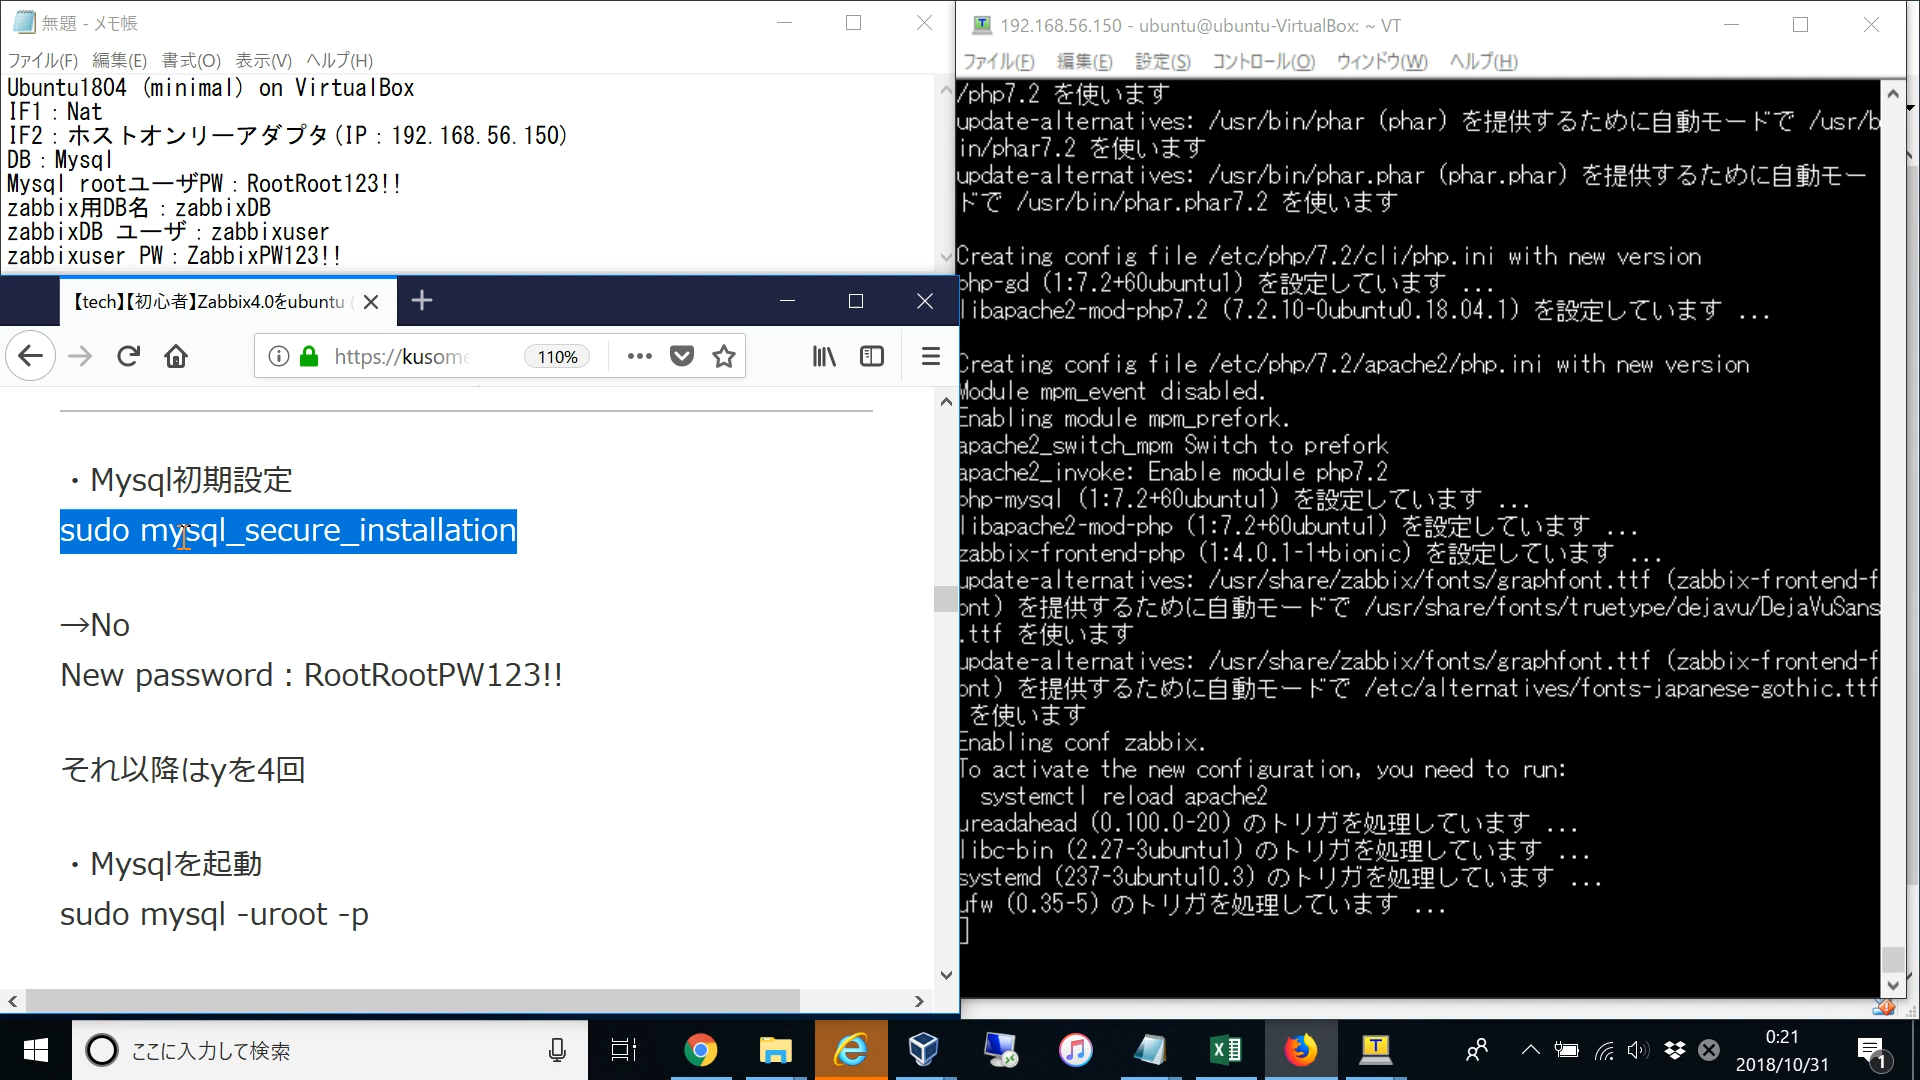 無題 - メモ帳
ファイル(F) 編集(E) 書式(O) 表示(V) ヘルプ(H)
Ubuntu1804 (minimal) on VirtualBox
IF1：Nat
IF2：ホストオンリーアダプタ(IP：192.168.56.150)
DB：Mysql
Mysql rootユーザPW：RootRoot123!!
zabbix用DB名：zabbixDB
zabbixDB ユーザ：zabbixuser
zabbixuser PW：ZabbixPW123!!
【tech】【初心者】Zabbix4.0をubuntu (
https://kusome
110%
・Mysql初期設定
sudo mysql_secure_installation
→No
New password : RootRootPW123!!
それ以降はyを4回
・Mysqlを起動
sudo mysql -uroot -p
192.168.56.150 - ubuntu@ubuntu-VirtualBox: ~ VT
ファイル(F) 編集(E) 設定(S) コントロール(O) ウィンドウ(W) ヘルプ(H)
/php7.2 を使います
update-alternatives: /usr/bin/phar (phar) を提供するために自動モードで /usr/b
in/phar7.2 を使います
update-alternatives: /usr/bin/phar.phar (phar.phar) を提供するために自動モー
ドで /usr/bin/phar.phar7.2 を使います
Creating config file /etc/php/7.2/cli/php.ini with new version
php-gd (1:7.2+60ubuntu1) を設定しています ...
libapache2-mod-php7.2 (7.2.10-0ubuntu0.18.04.1) を設定しています ...
Creating config file /etc/php/7.2/apache2/php.ini with new version
Module mpm_event disabled.
Enabling module mpm_prefork.
apache2_switch_mpm Switch to prefork
apache2_invoke: Enable module php7.2
php-mysql (1:7.2+60ubuntu1) を設定しています ...
libapache2-mod-php (1:7.2+60ubuntu1) を設定しています ...
zabbix-frontend-php (1:4.0.1-1+bionic) を設定しています ...
update-alternatives: /usr/share/zabbix/fonts/graphfont.ttf (zabbix-frontend-f
ont) を提供するために自動モードで /usr/share/fonts/truetype/dejavu/DejaVuSans
.ttf を使います
update-alternatives: /usr/share/zabbix/fonts/graphfont.ttf (zabbix-frontend-f
ont) を提供するために自動モードで /etc/alternatives/fonts-japanese-gothic.ttf
を使います
Enabling conf zabbix.
To activate the new configuration, you need to run:
systemctl reload apache2
ureadahead (0.100.0-20) のトリガを処理しています ...
libc-bin (2.27-3ubuntu1) のトリガを処理しています ...
systemd (237-3ubuntu10.3) のトリガを処理しています ...
ufw (0.35-5) のトリガを処理しています ...
ここに入力して検索
0:21
2018/10/31
1